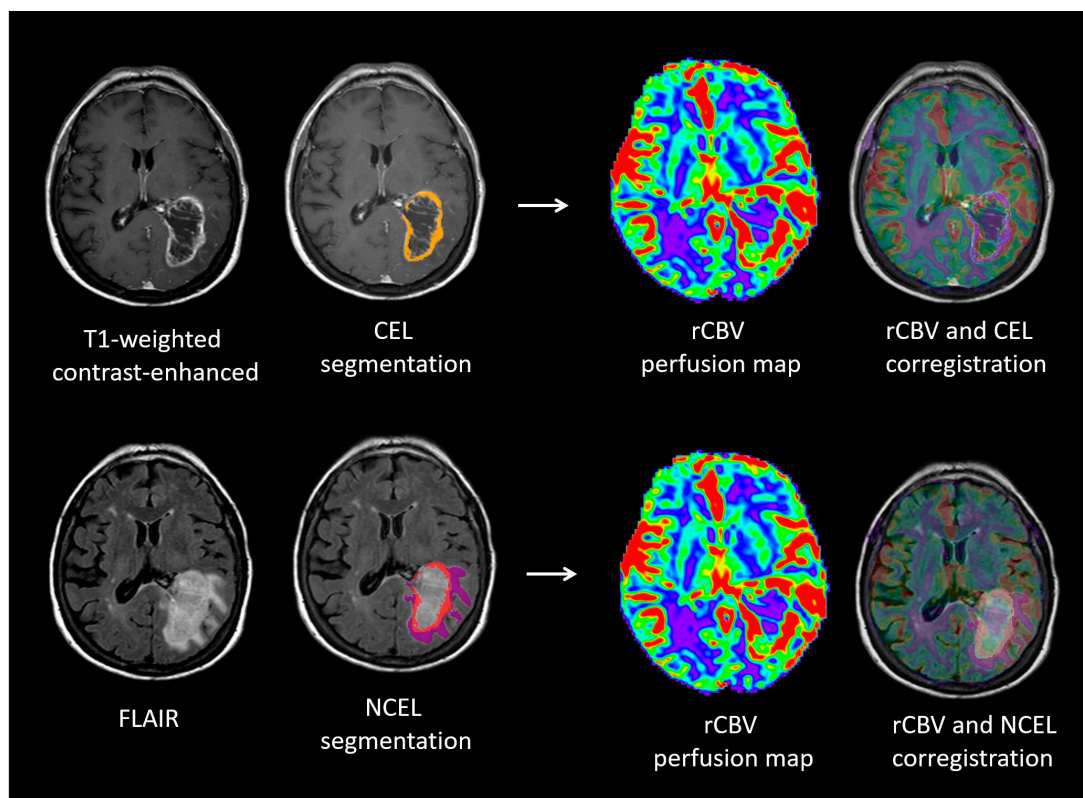 T1-weighted
contrast-enhanced
CEL
segmentation
rCBV
perfusion map
rCBV and CEL
corregistration
FLAIR
NCEL
segmentation
rCBV
perfusion map
rCBV and NCEL
corregistration